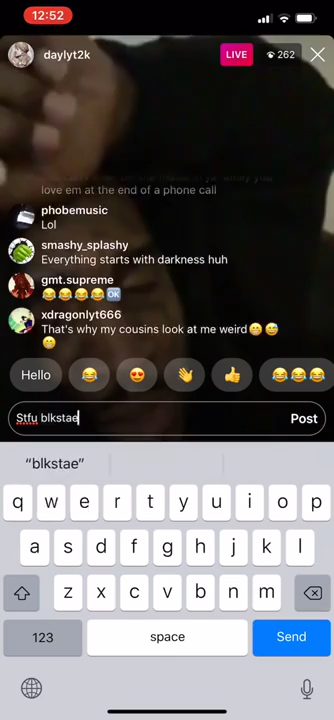 12:52
daylyt2k
LIVE
262
love em at the end of a phone call
phobemusic
Lol
smashy_splashy
Everything starts with darkness huh
gmt.supreme
😂😂😂😂🆗
xdragonlyt666
That's why my cousins look at me weird😬😅
🤭
Hello 😂 😍 👋 👍 😂😂😂
Stfu blkstae Post
“blkstae”
q w e r t y u i o p
a s d f g h j k l
z x c v b n m
123 space Send